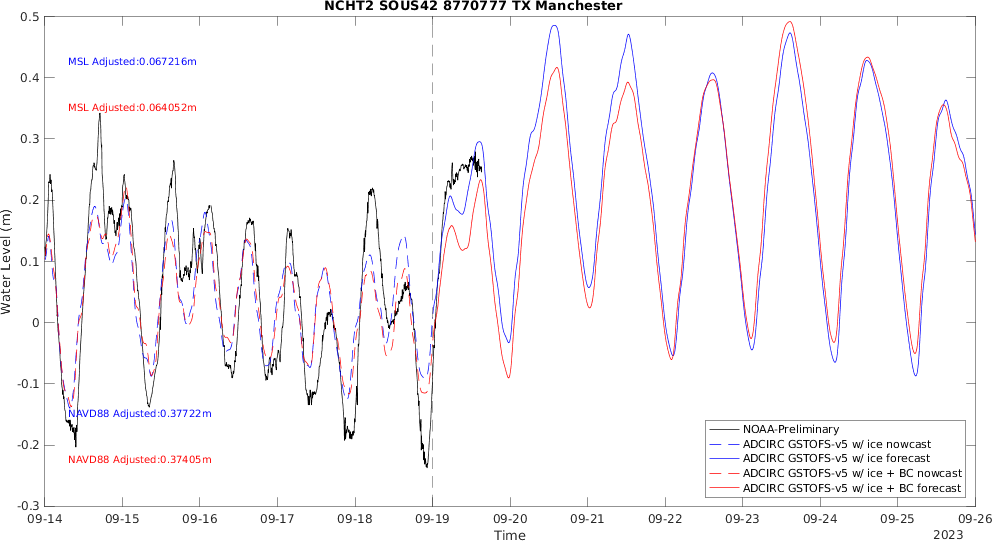 NCHT2 SOUS42 8770777 TX Manchester
0.5
0.4
0.3
0.2
0.1
0
-0.1
-0.2
-0.3
Water Level (m)
MSL Adjusted:0.067216m
MSL Adjusted:0.064052m
NAVD88 Adjusted:0.37722m
NAVD88 Adjusted:0.37405m
NOAA-Preliminary
ADCIRC GSTOFS-v5 w/ ice nowcast
ADCIRC GSTOFS-v5 w/ ice forecast
ADCIRC GSTOFS-v5 w/ ice + BC nowcast
ADCIRC GSTOFS-v5 w/ ice + BC forecast
09-14 09-15 09-16 09-17 09-18 09-19 09-20 09-21 09-22 09-23 09-24 09-25 09-26
Time
2023